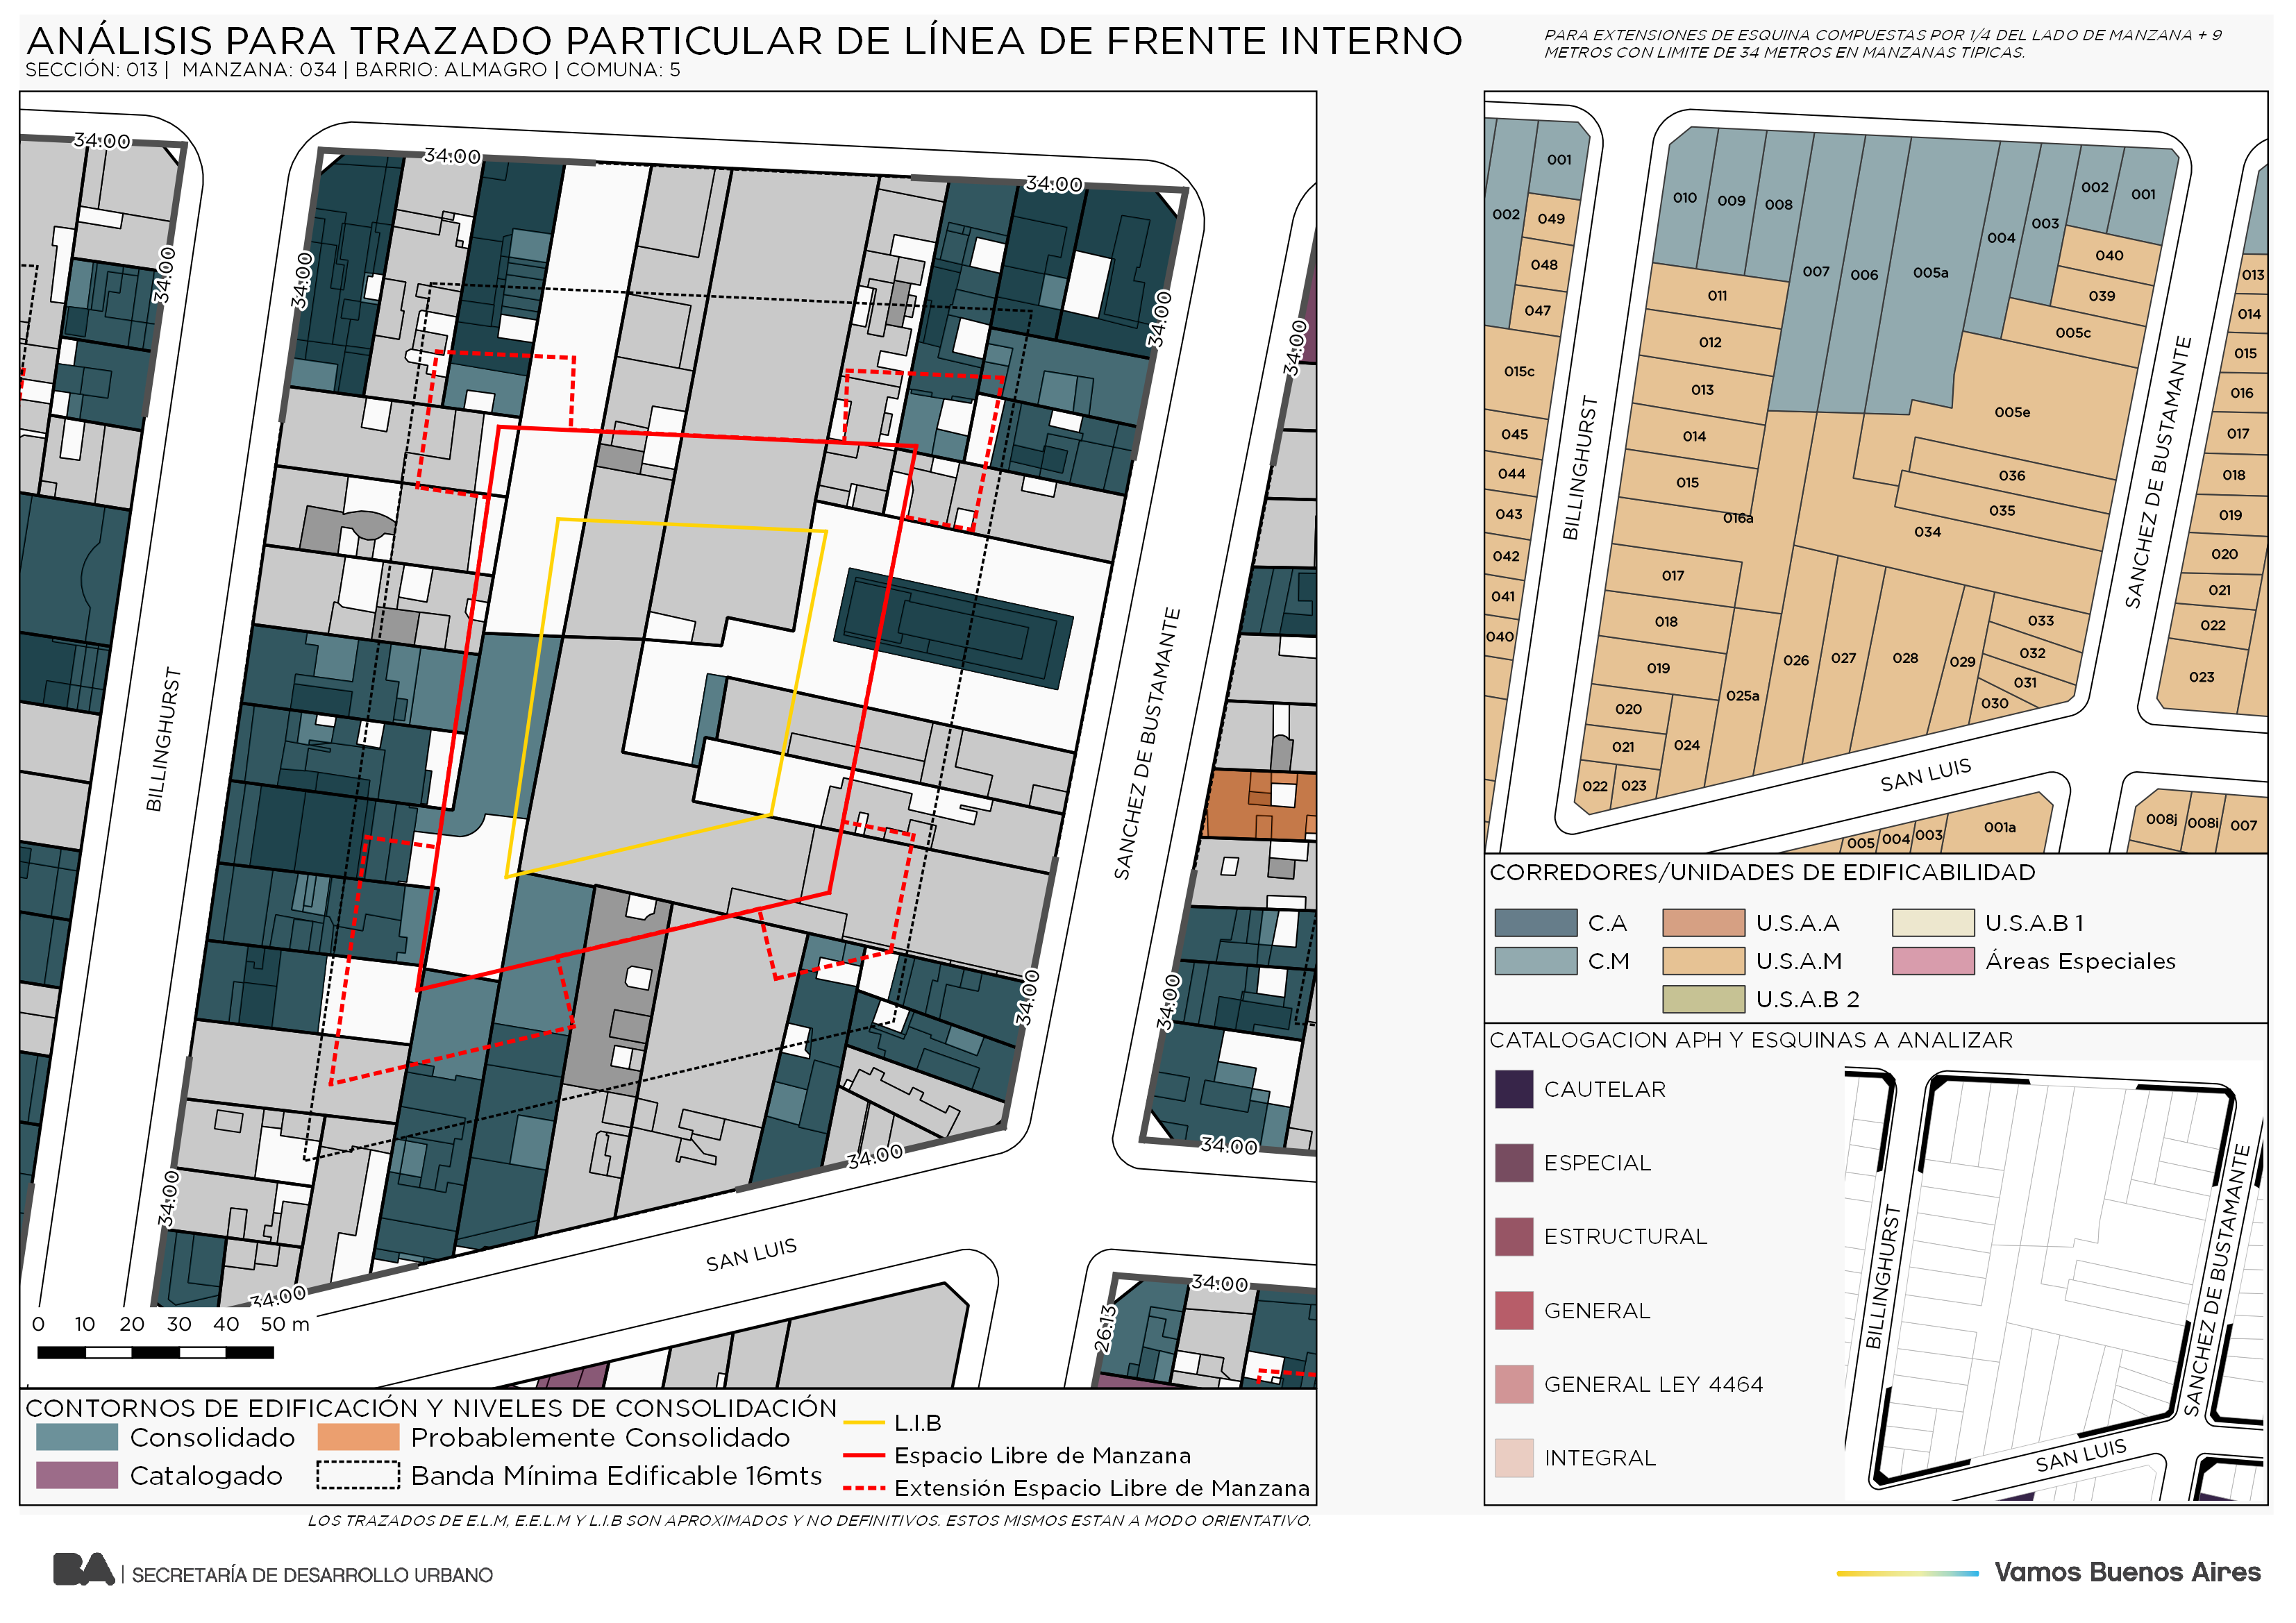 ANÁLISIS PARA TRAZADO PARTICULAR DE LÍNEA DE FRENTE INTERNO
SECCIÓN: 013 | MANZANA: 034 | BARRIO: ALMAGRO | COMUNA: 5
PARA EXTENSIONES DE ESQUINA COMPUESTAS POR 1/4 DEL LADO DE MANZANA + 9
METROS CON LIMITE DE 34 METROS EN MANZANAS TIPICAS.
34:00
34:00
34:00
34:00
34:00
34:00
34:00
BILLINGHURST
SANCHEZ DE BUSTAMANTE
34:00
34:00
34:00
34:00
34:00
34:00
SAN LUIS
34:00
26:13
0 10 20 30 40 50 m
CONTORNOS DE EDIFICACIÓN Y NIVELES DE CONSOLIDACIÓN
Consolidado
Probablemente Consolidado
Catalogado
Banda Mínima Edificable 16mts
L.I.B
Espacio Libre de Manzana
Extensión Espacio Libre de Manzana
LOS TRAZADOS DE E.L.M, E.E.L.M Y L.I.B SON APROXIMADOS Y NO DEFINITIVOS. ESTOS MISMOS ESTAN A MODO ORIENTATIVO.
001
002
049
048
047
015c
045
044
043
042
041
040
010
009
008
007
006
005a
004
003
002
001
040
039
005c
005e
011
012
013
014
015
016a
036
035
034
017
018
019
020
021
022
023
024
025a
026
027
028
029
033
032
031
030
013
014
015
016
017
018
019
020
021
022
023
005
004
003
001a
008j
008i
007
BILLINGHURST
SANCHEZ DE BUSTAMANTE
SAN LUIS
CORREDORES/UNIDADES DE EDIFICABILIDAD
C.A
U.S.A.A
U.S.A.B 1
C.M
U.S.A.M
Áreas Especiales
U.S.A.B 2
CATALOGACION APH Y ESQUINAS A ANALIZAR
CAUTELAR
ESPECIAL
ESTRUCTURAL
GENERAL
GENERAL LEY 4464
INTEGRAL
BILLINGHURST
SANCHEZ DE BUSTAMANTE
SAN LUIS
BA | SECRETARÍA DE DESARROLLO URBANO
Vamos Buenos Aires